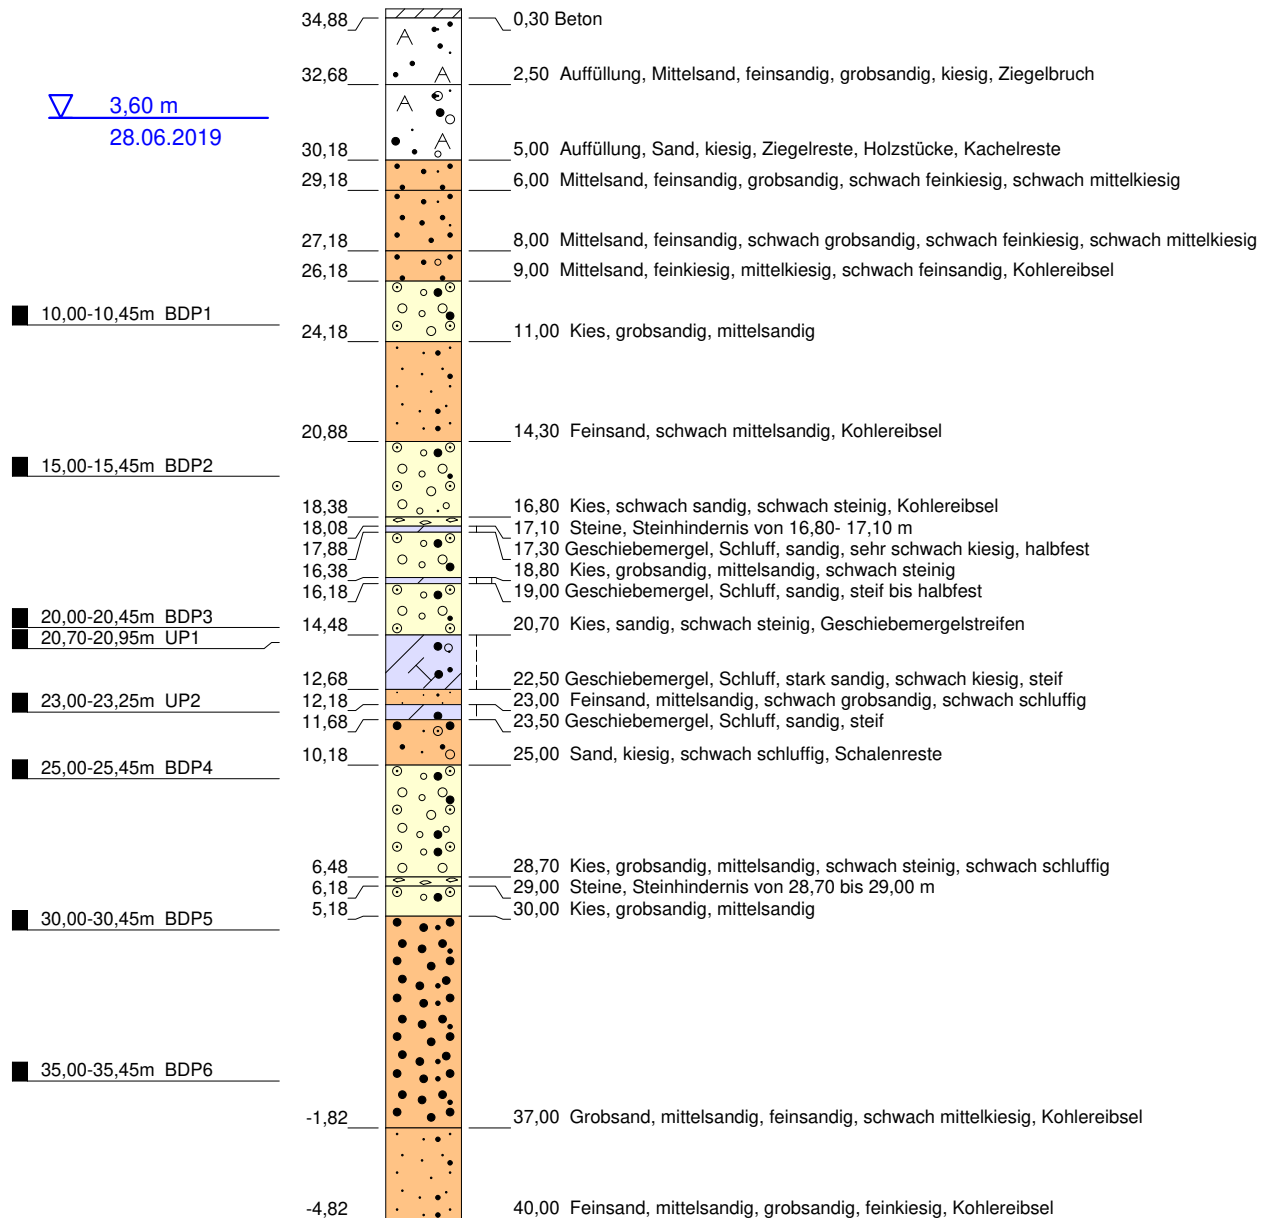 34,88 0,30 Beton
32,68 2,50 Auffüllung, Mittelsand, feinsandig, grobsandig, kiesig, Ziegelbruch
3,60 m
28.06.2019
30,18 5,00 Auffüllung, Sand, kiesig, Ziegelreste, Holzstücke, Kachelreste
29,18 6,00 Mittelsand, feinsandig, grobsandig, schwach feinkiesig, schwach mittelkiesig
27,18 8,00 Mittelsand, feinsandig, schwach grobsandig, schwach feinkiesig, schwach mittelkiesig
26,18 9,00 Mittelsand, feinkiesig, mittelkiesig, schwach feinsandig, Kohlereibsel
10,00-10,45m BDP1
24,18 11,00 Kies, grobsandig, mittelsandig
20,88 14,30 Feinsand, schwach mittelsandig, Kohlereibsel
15,00-15,45m BDP2
18,38 16,80 Kies, schwach sandig, schwach steinig, Kohlereibsel
18,08 17,10 Steine, Steinhindernis von 16,80- 17,10 m
17,88 17,30 Geschiebemergel, Schluff, sandig, sehr schwach kiesig, halbfest
16,38 18,80 Kies, grobsandig, mittelsandig, schwach steinig
16,18 19,00 Geschiebemergel, Schluff, sandig, steif bis halbfest
20,00-20,45m BDP3
14,48 20,70 Kies, sandig, schwach steinig, Geschiebemergelstreifen
20,70-20,95m UP1
12,68 22,50 Geschiebemergel, Schluff, stark sandig, schwach kiesig, steif
23,00-23,25m UP2
12,18 23,00 Feinsand, mittelsandig, schwach grobsandig, schwach schluffig
11,68 23,50 Geschiebemergel, Schluff, sandig, steif
10,18 25,00 Sand, kiesig, schwach schluffig, Schalenreste
25,00-25,45m BDP4
6,48 28,70 Kies, grobsandig, mittelsandig, schwach steinig, schwach schluffig
6,18 29,00 Steine, Steinhindernis von 28,70 bis 29,00 m
5,18 30,00 Kies, grobsandig, mittelsandig
30,00-30,45m BDP5
35,00-35,45m BDP6
-1,82 37,00 Grobsand, mittelsandig, feinsandig, schwach mittelkiesig, Kohlereibsel
-4,82 40,00 Feinsand, mittelsandig, grobsandig, feinkiesig, Kohlereibsel